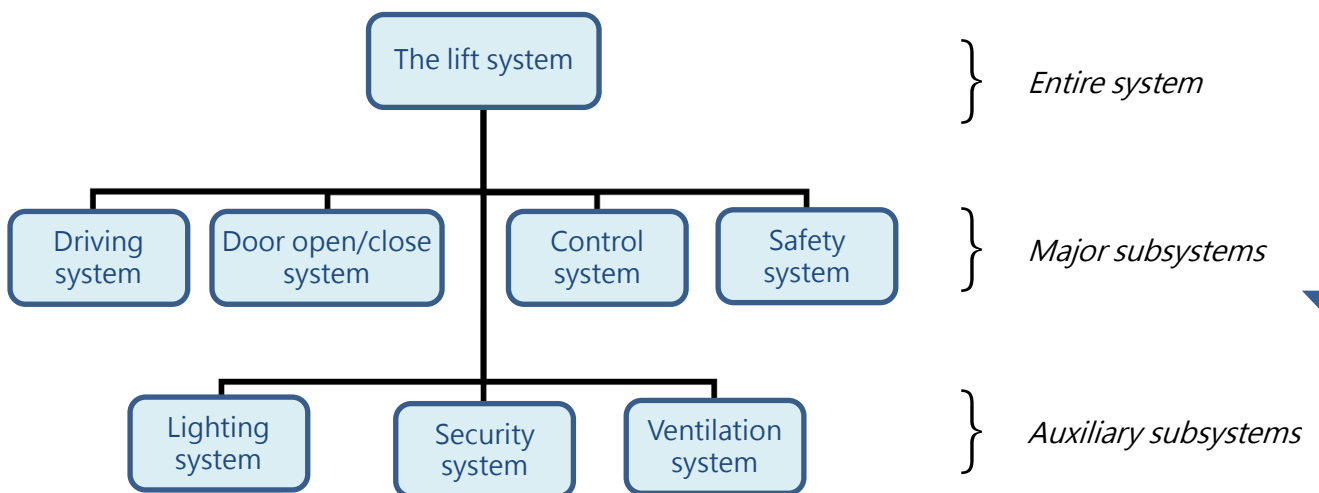 The lift system
Entire system
Driving
system
Door open/close
system
Control
system
Safety
system
Major subsystems
Lighting
system
Security
system
Ventilation
system
Auxiliary subsystems